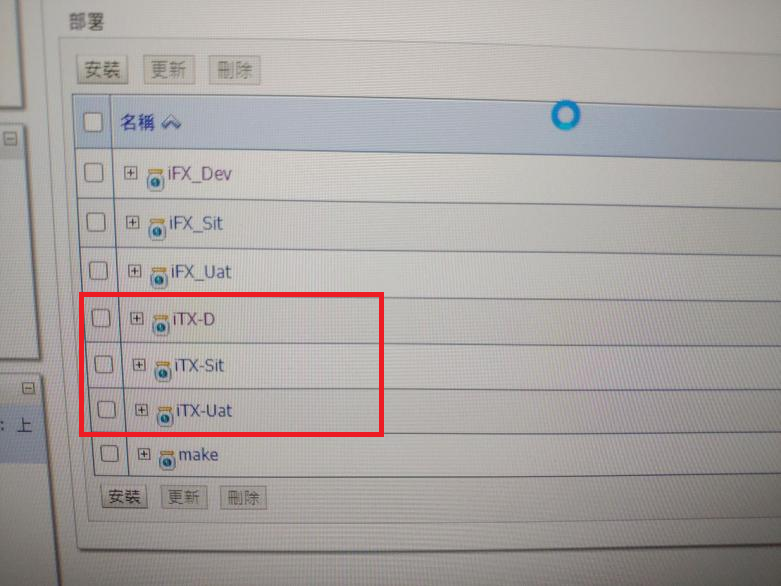 部署
安裝 更新 刪除
名稱
iFX_Dev
iFX_Sit
iFX_Uat
iTX-D
iTX-Sit
iTX-Uat
make
安裝 更新 刪除
：上